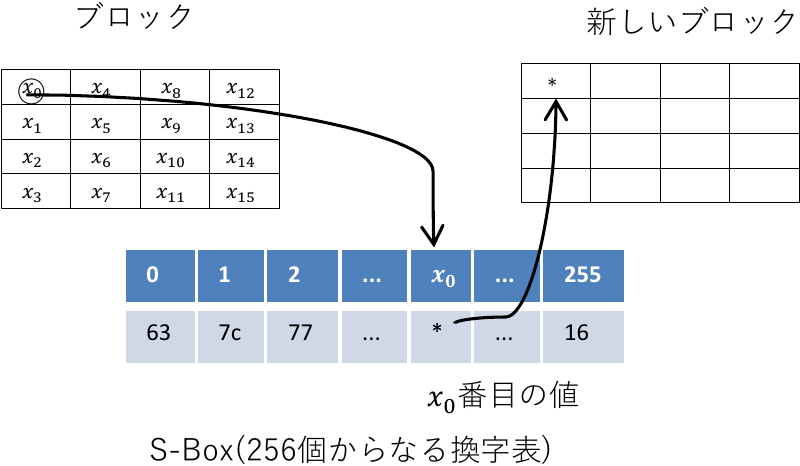 ブロック
新しいブロック
x₀ x₄ x₈ x₁₂
x₁ x₅ x₉ x₁₃
x₂ x₆ x₁₀ x₁₄
x₃ x₇ x₁₁ x₁₅
*
0 1 2 ... x₀ ... 255
63 7c 77 ... * ... 16
x₀番目の値
S-Box(256個からなる換字表)